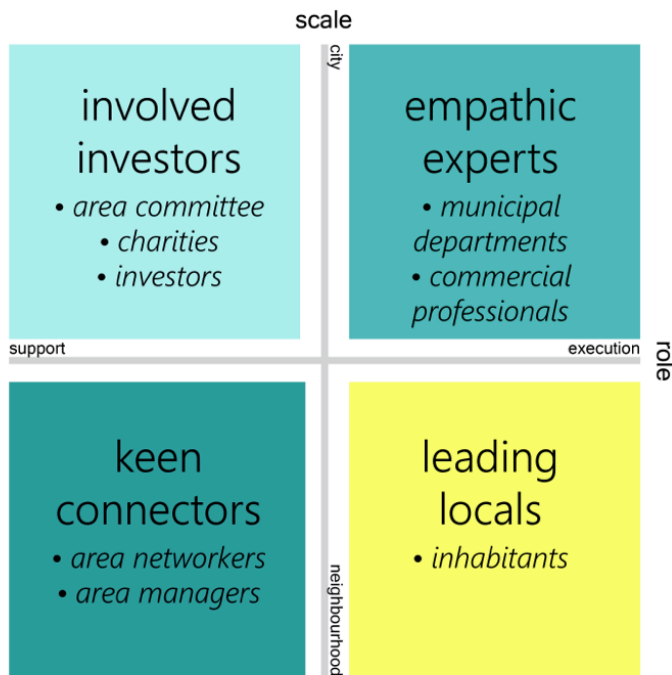 scale
city
involved
investors
• area committee
• charities
• investors
empathic
experts
• municipal
departments
• commercial
professionals
support
execution
role
keen
connectors
• area networkers
• area managers
leading
locals
• inhabitants
neighbourhood